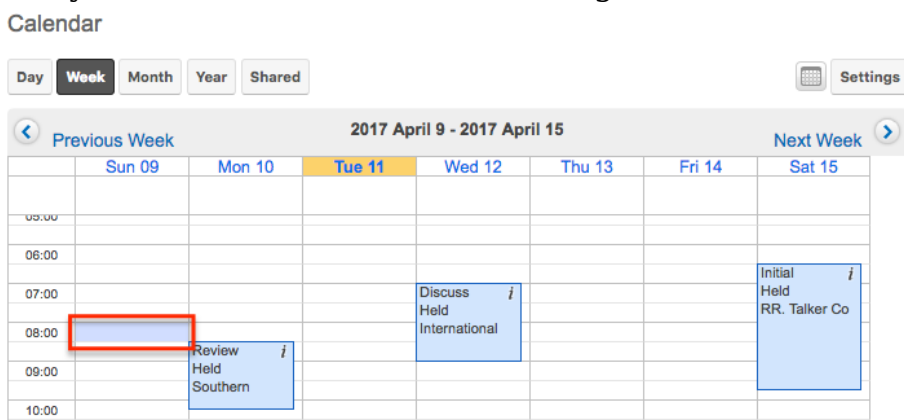 Calendar
Day Week Month Year Shared Settings
Previous Week 2017 April 9 - 2017 April 15 Next Week
Sun 09 Mon 10 Tue 11 Wed 12 Thu 13 Fri 14 Sat 15
05:00
06:00
Initial i
07:00 Discuss i Held
Held RR. Talker Co
08:00 International
Review i
09:00 Held
Southern
10:00